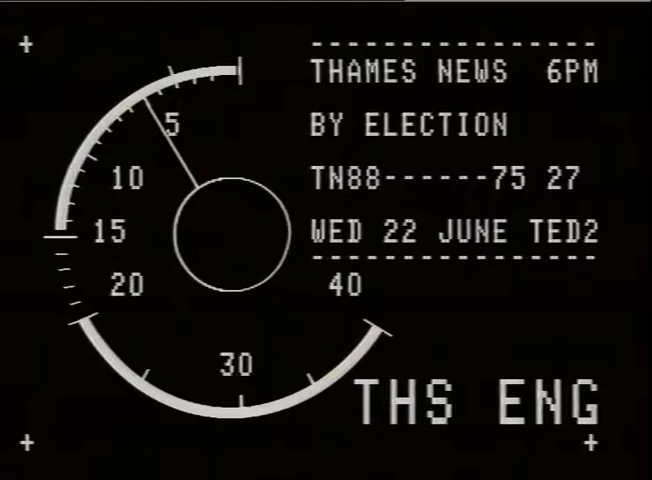 THAMES NEWS 6PM
BY ELECTION
TN88------75 27
WED 22 JUNE TED2
5
10
15
20
30
40
THS ENG